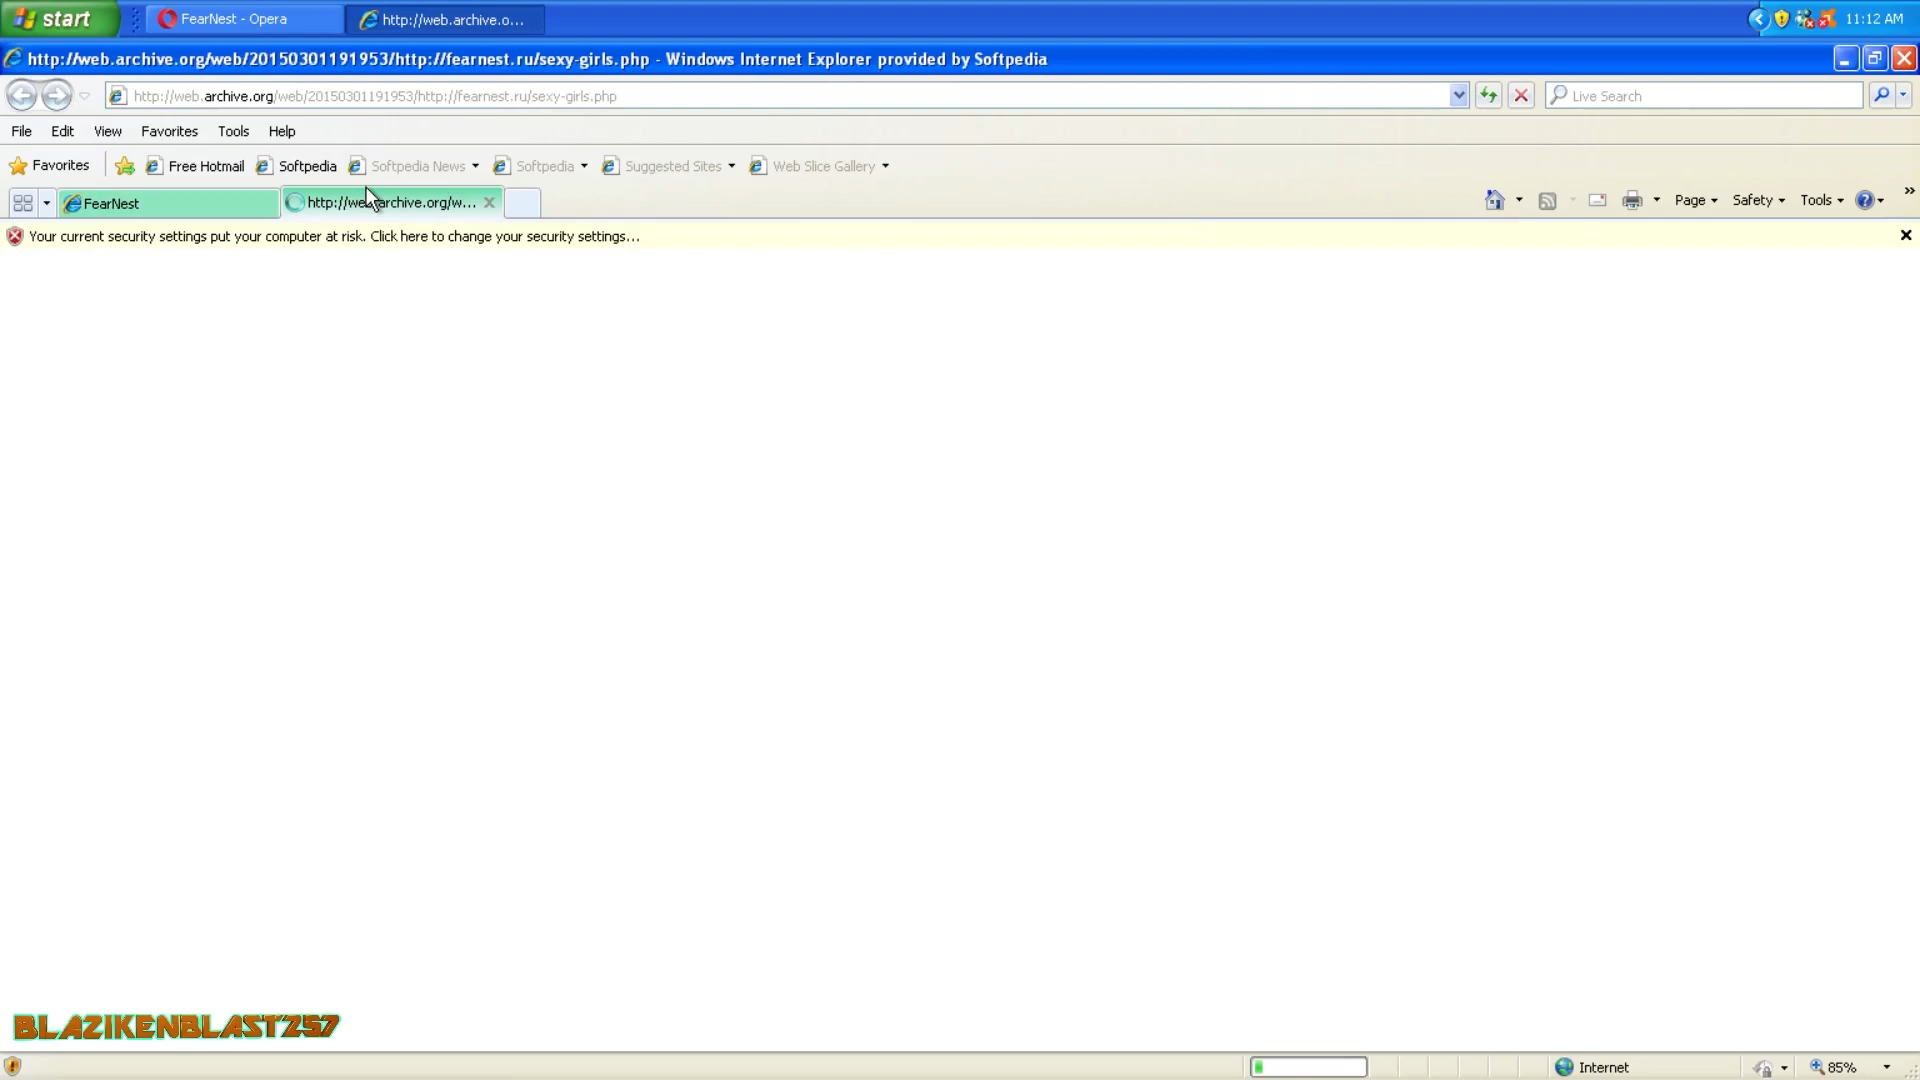 start
FearNest - Opera
http://web.archive.o...
11:12 AM
http://web.archive.org/web/20150301191953/http://fearnest.ru/sexy-girls.php - Windows Internet Explorer provided by Softpedia
http://web.archive.org/web/20150301191953/http://fearnest.ru/sexy-girls.php
Live Search
File Edit View Favorites Tools Help
Favorites Free Hotmail Softpedia Softpedia News Softpedia Suggested Sites Web Slice Gallery
FearNest
http://web.archive.org/w...
Page Safety Tools
Your current security settings put your computer at risk. Click here to change your security settings...
BLAZIKENBLAST257
Internet
85%